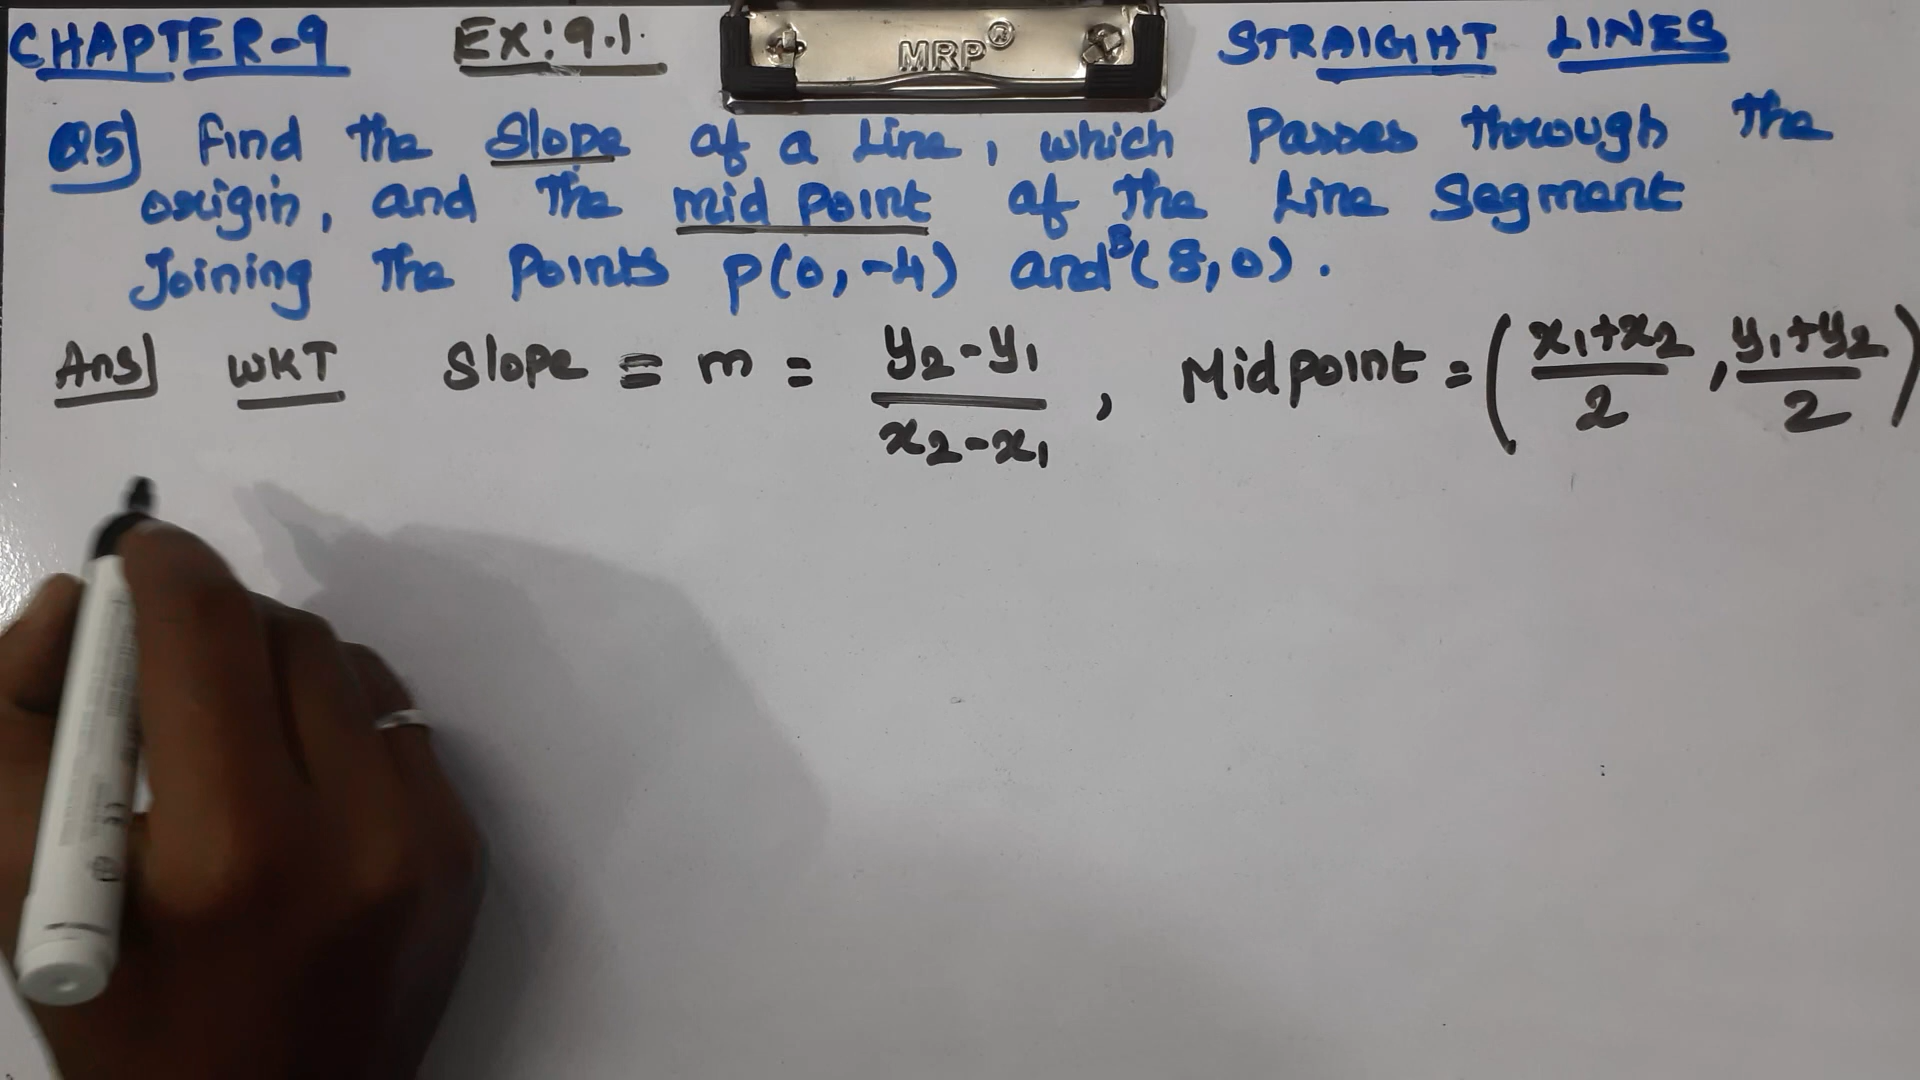 CHAPTER-9 EX:9.1. MRP® STRAIGHT LINES
Q5) Find the Slope of a Line, which Passes through the
origin, and the mid point of the Line Segment
Joining the Points P(0,-4) and B(8,0).
Ans) WKT Slope = m = y2-y1/x2-x1, Midpoint = (x1+x2/2, y1+y2/2)
CE